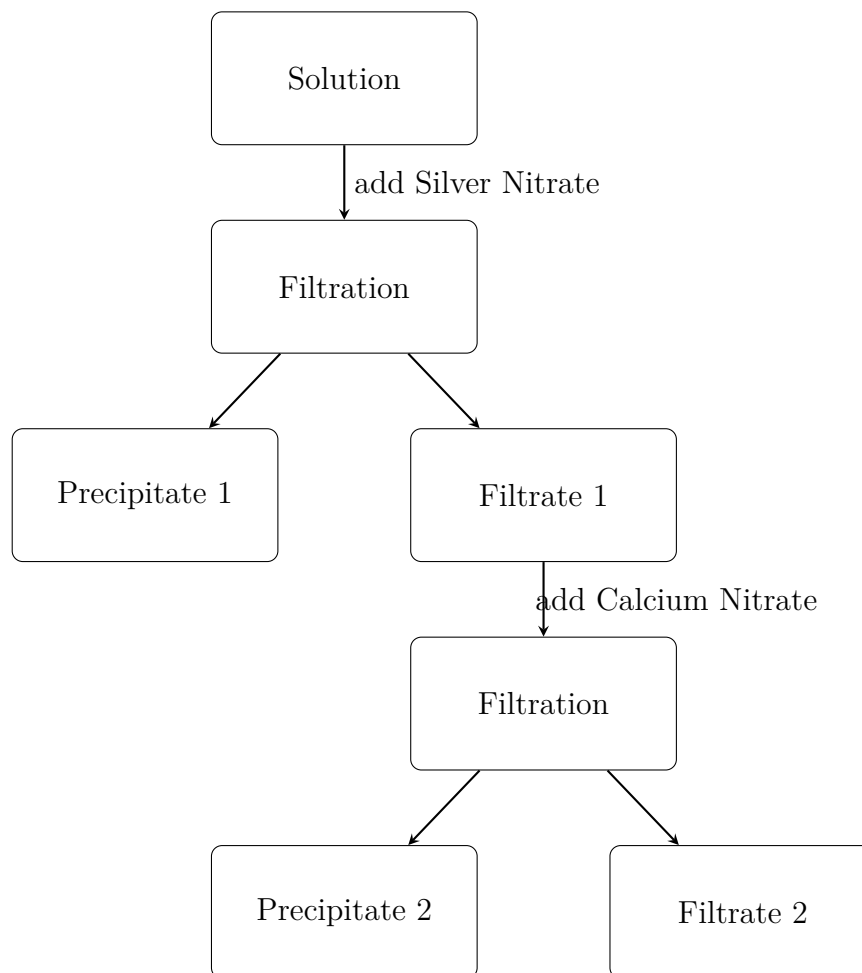 Solution
add Silver Nitrate
Filtration
Precipitate 1
Filtrate 1
add Calcium Nitrate
Filtration
Precipitate 2
Filtrate 2